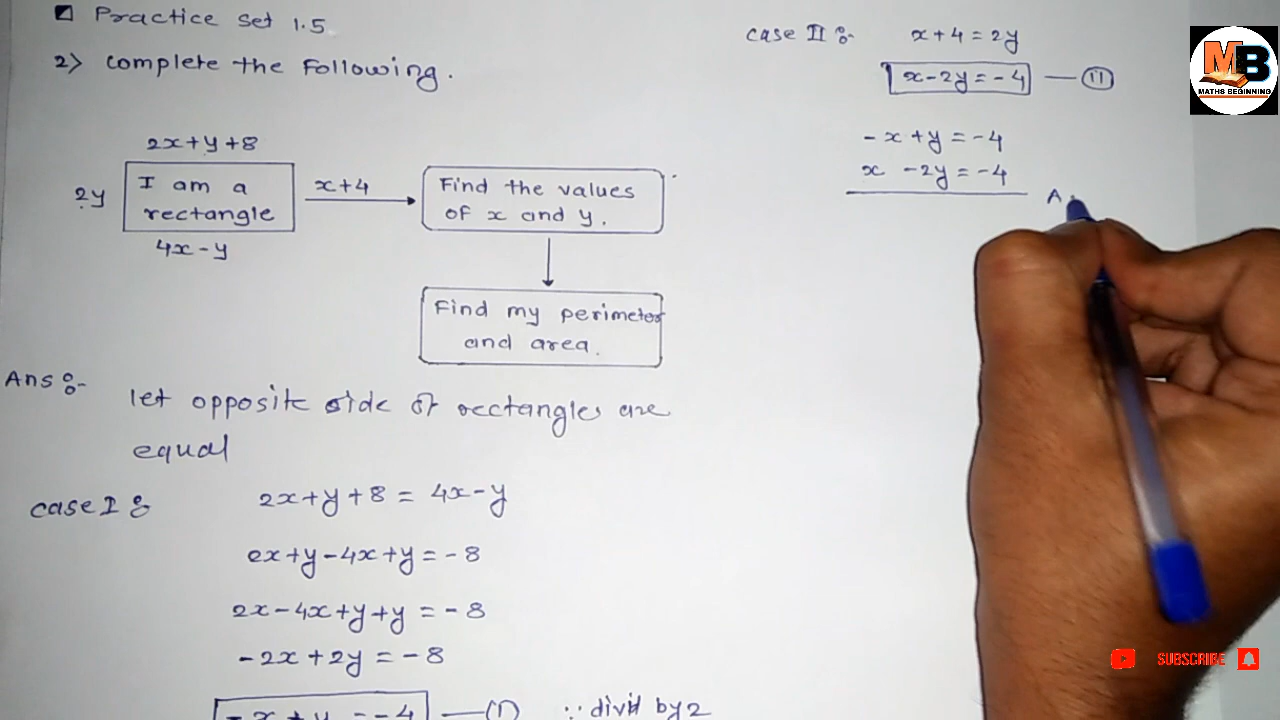 Practice set 1.5
2) complete the Following.
2x+y+8
2y
I am a
rectangle
4x-y
x+4
Find the values
of x and y.
Find my perimeter
and area.
Ans :-
let opposite side of rectangles are
equal
case I :
2x+y+8 = 4x-y
2x+y-4x+y = -8
2x-4x+y+y = -8
-2x+2y = -8
-x+y = -4 —(I) ∵ divid by 2
case II :- x+4 = 2y
x-2y = -4 —(II)
-x+y = -4
x -2y = -4
MB
MATHS BEGINNING
SUBSCRIBE